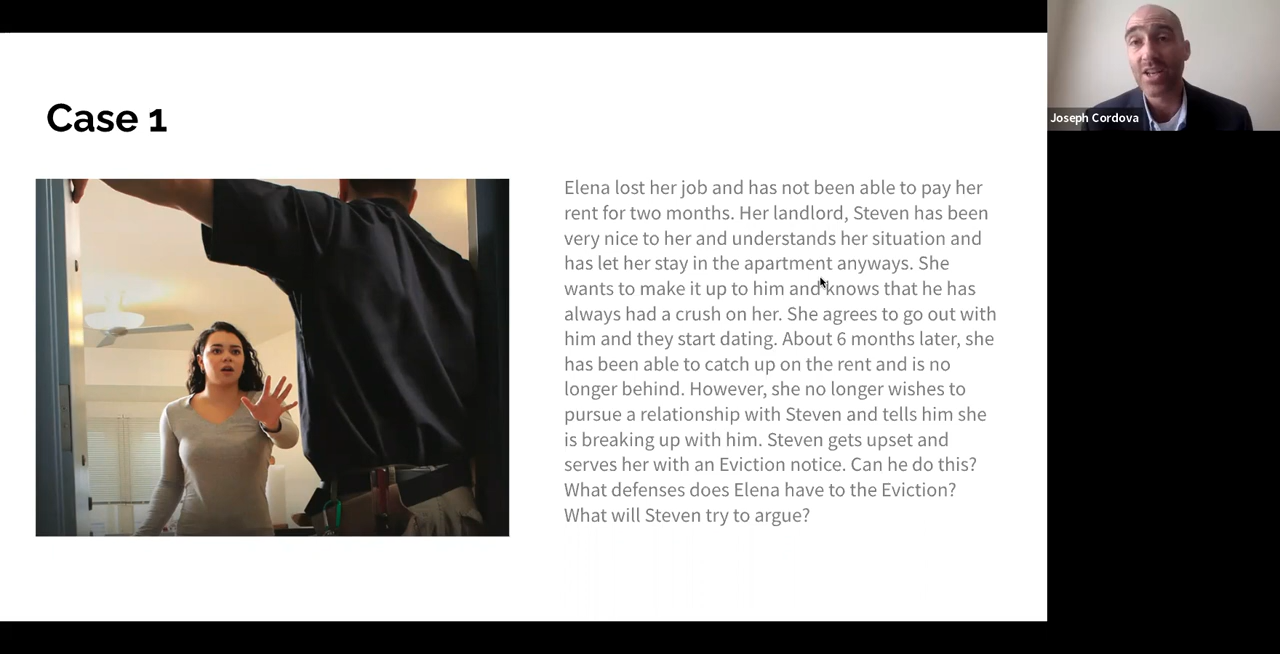 Case 1
Elena lost her job and has not been able to pay her
rent for two months. Her landlord, Steven has been
very nice to her and understands her situation and
has let her stay in the apartment anyways. She
wants to make it up to him and knows that he has
always had a crush on her. She agrees to go out with
him and they start dating. About 6 months later, she
has been able to catch up on the rent and is no
longer behind. However, she no longer wishes to
pursue a relationship with Steven and tells him she
is breaking up with him. Steven gets upset and
serves her with an Eviction notice. Can he do this?
What defenses does Elena have to the Eviction?
What will Steven try to argue?
Joseph Cordova